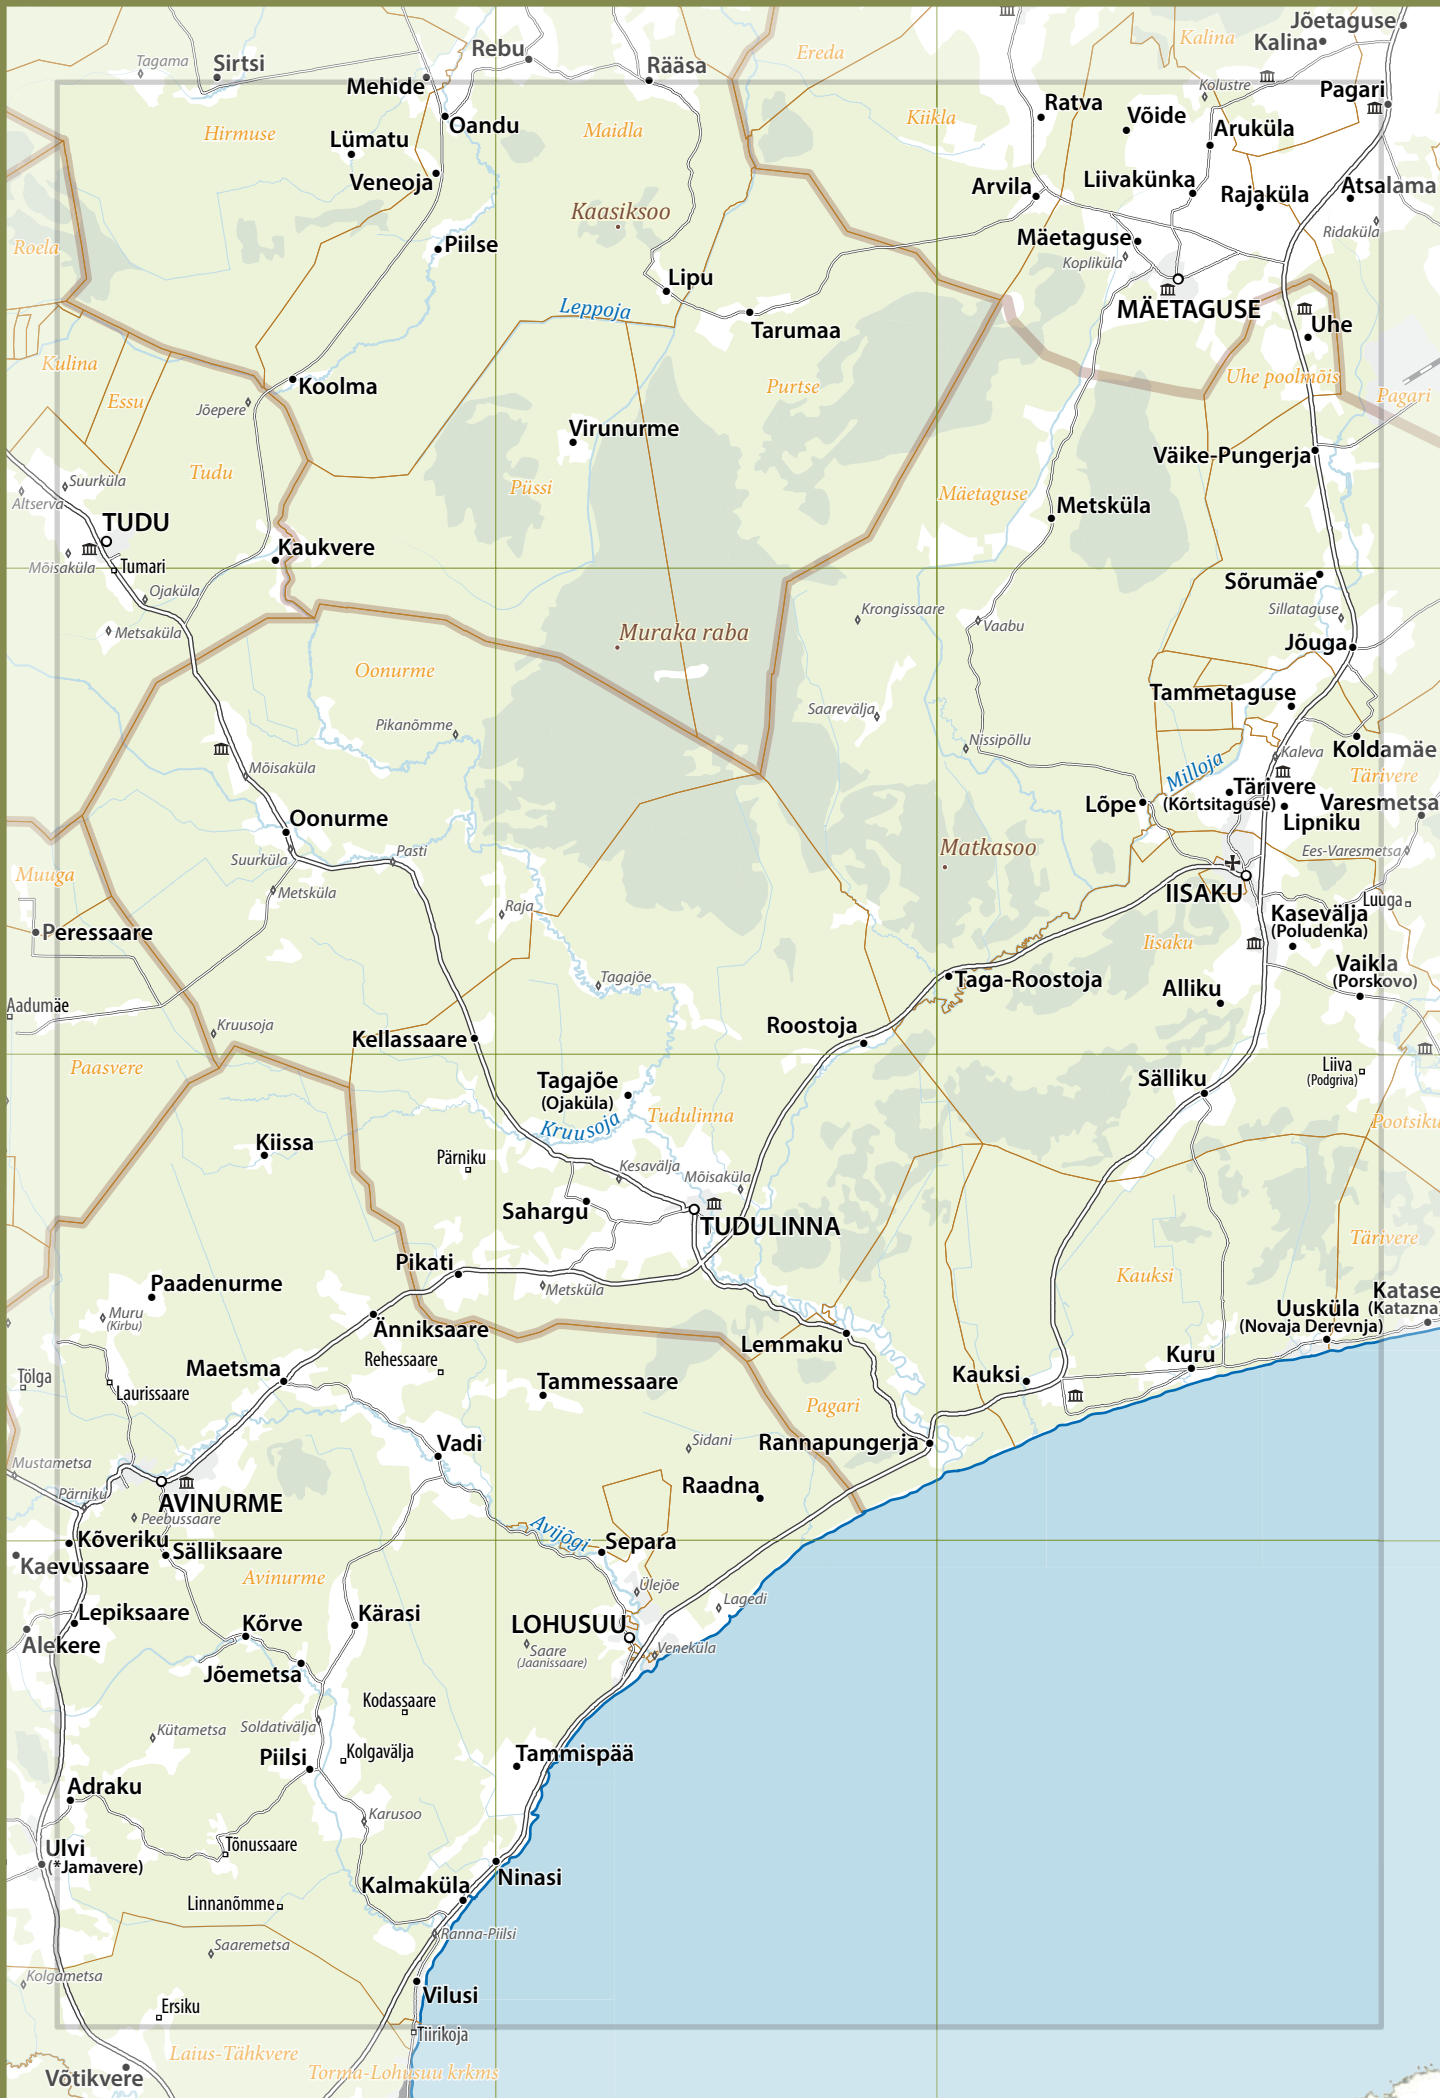 Jõetaguse
Kalina
Kalina
Rebu
Tagama
Sirtsi
Ereda
Rääsa
Mehide
Kolustre
Pagari
Ratva
Võide
Kiikla
Aruküla
Oandu
Maidla
Hirmuse
Lümatu
Veneoja
Arvila
Liivakünka
Rajaküla
Atsalama
Kaasiksoo
Ridaküla
Roela
Piilse
Mäetaguse
Kopliküla
Lipu
Leppoja
MÄETAGUSE
Tarumaa
Uhe
Kulina
Essu
Koolma
Jõepere
Purtse
Uhe poolmõis
Pagari
Virunurme
Väike-Pungerja
Tudu
Suurküla
Altserva
Püssi
Mäetaguse
Metsküla
TUDU
Kaukvere
Mõisaküla
Tumari
Ojaküla
Sõrumäe
Krongissaare
Sillataguse
Metsaküla
Vaabu
Muraka raba
Jõuga
Oonurme
Tammetaguse
Saarevälja
Pikanõmme
Nissipõllu
Kaleva
Koldamäe
Mõisaküla
Milloja
Tärivere
Tärivere
(Kõrtsitaguse)
Lõpe
Varesmetsa
Lipniku
Oonurme
Pasti
Suurküla
Matkasoo
Ees-Varesmetsa
Muuga
Metsküla
IISAKU
Luuga
Raja
Kasevälja
(Poludenka)
Peressaare
Iisaku
Vaikla
(Porskovo)
Tagajõe
Taga-Roostoja
Alliku
Aadumäe
Kruusoja
Kellassaare
Roostoja
Paasvere
Liiva
(Podgriva)
Tagajõe
(Ojaküla)
Sälliku
Tudulinna
Kruusoja
Pootsiku
Kiissa
Pärniku
Kesavälja
Mõisaküla
Sahargu
TUDULINNA
Tärivere
Pikati
Kauksi
Paadenurme
Metsküla
Katase
(Katazna)
Muru
(Kirbu)
Uusküla
(Novaja Derevnja)
Änniksaare
Lemmaku
Rehessaare
Kuru
Tõlga
Maetsma
Laurissaare
Tammessaare
Kauksi
Pagari
Sidani
Vadi
Rannapungerja
Mustametsa
Pärniku
Raadna
AVINURME
Peebussaare
Avijõgi
Kõveriku
Separa
Sälliksaare
Kaevussaare
Avinurme
Ülejõe
Lagedi
Lepiksaare
Kärasi
Kõrve
LOHUSUU
Alekere
Veneküla
Saare
(Jaanissaare)
Jõemetsa
Kodassaare
Soldativälja
Kütametsa
Kolgavälja
Tammispää
Piilsi
Adraku
Karusoo
Tõnussaare
Ulvi
(*Jamavere)
Ninasi
Kalmaküla
Linnanõmme
Ranna-Piilsi
Saaremetsa
Kolgametsa
Vilusi
Ersiku
Tiirikoja
Laius-Tähkvere
Torma-Lohusuu krkms
Võtikvere